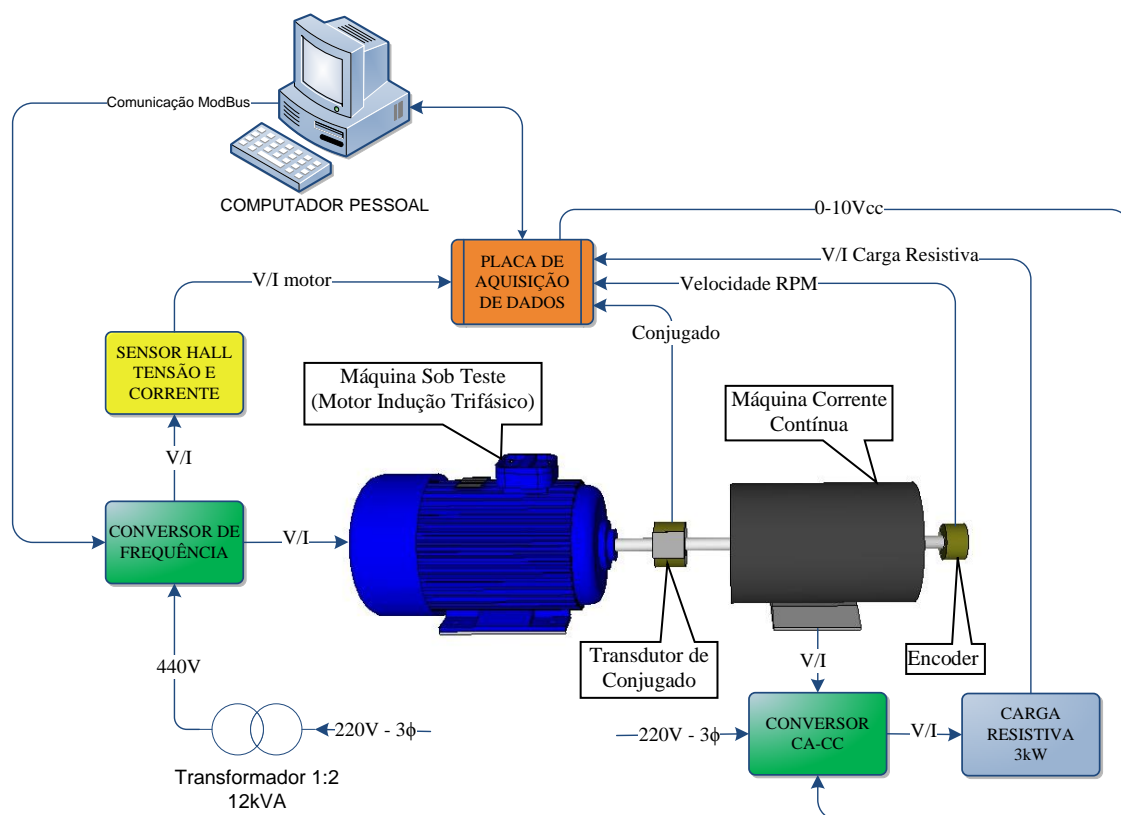 Comunicação ModBus
COMPUTADOR PESSOAL
0-10Vcc
PLACA DE
AQUISIÇÃO
DE DADOS
V/I Carga Resistiva
V/I motor
Velocidade RPM
Conjugado
SENSOR HALL
TENSÃO E
CORRENTE
Máquina Sob Teste
(Motor Indução Trifásico)
Máquina Corrente
Contínua
V/I
CONVERSOR DE
FREQUÊNCIA
V/I
Transdutor de
Conjugado
V/I
Encoder
440V
220V - 3ϕ
Transformador 1:2
12kVA
220V - 3ϕ
CONVERSOR
CA-CC
V/I
CARGA
RESISTIVA
3kW